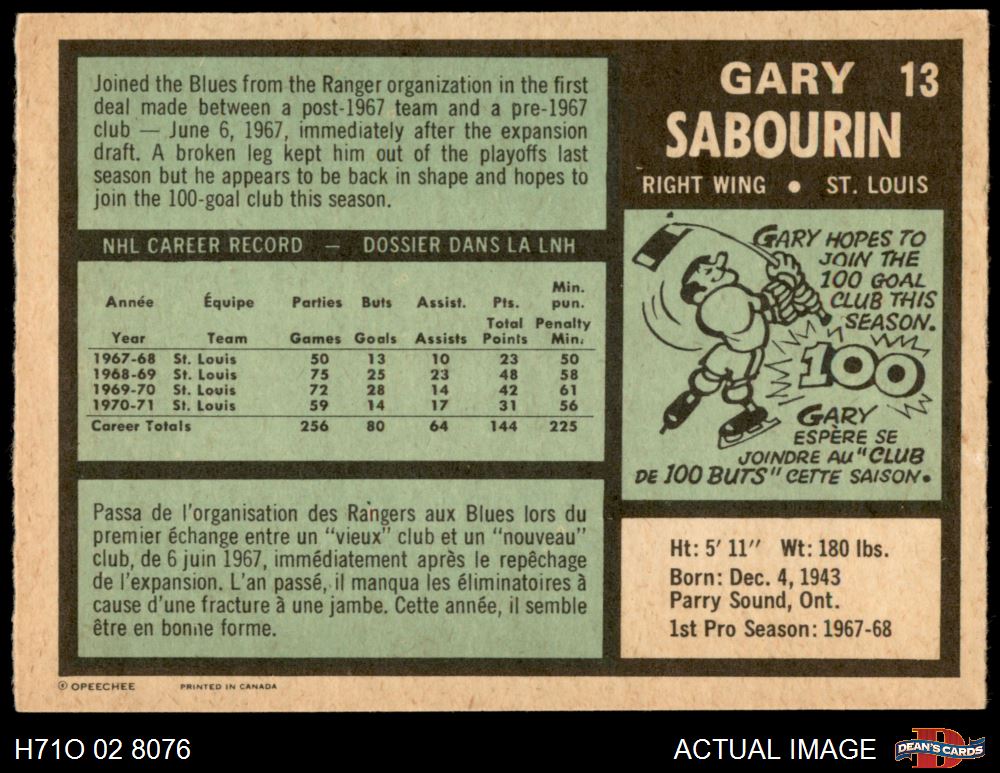 Joined the Blues from the Ranger organization in the first
deal made between a post-1967 team and a pre-1967
club — June 6, 1967, immediately after the expansion
draft. A broken leg kept him out of the playoffs last
season but he appears to be back in shape and hopes to
join the 100-goal club this season.
GARY 13
SABOURIN
RIGHT WING • ST. LOUIS
NHL CAREER RECORD — DOSSIER DANS LA LNH
Année Équipe Parties Buts Assist. Pts. Min. pun.
Year Team Games Goals Assists Total Points Penalty Min.
1967-68 St. Louis 50 13 10 23 50
1968-69 St. Louis 75 25 23 48 58
1969-70 St. Louis 72 28 14 42 61
1970-71 St. Louis 59 14 17 31 56
Career Totals 256 80 64 144 225
GARY HOPES TO
JOIN THE
100 GOAL
CLUB THIS
SEASON.
100
GARY
ESPÈRE SE
JOINDRE AU "CLUB
DE 100 BUTS" CETTE SAISON.
Passa de l'organisation des Rangers aux Blues lors du
premier échange entre un "vieux" club et un "nouveau"
club, de 6 juin 1967, immédiatement après le repêchage
de l'expansion. L'an passé, il manqua les éliminatoires à
cause d'une fracture à une jambe. Cette année, il semble
être en bonne forme.
Ht: 5' 11" Wt: 180 lbs.
Born: Dec. 4, 1943
Parry Sound, Ont.
1st Pro Season: 1967-68
© OPEECHEE PRINTED IN CANADA
H71O 02 8076
ACTUAL IMAGE
D
DEAN'S CARDS